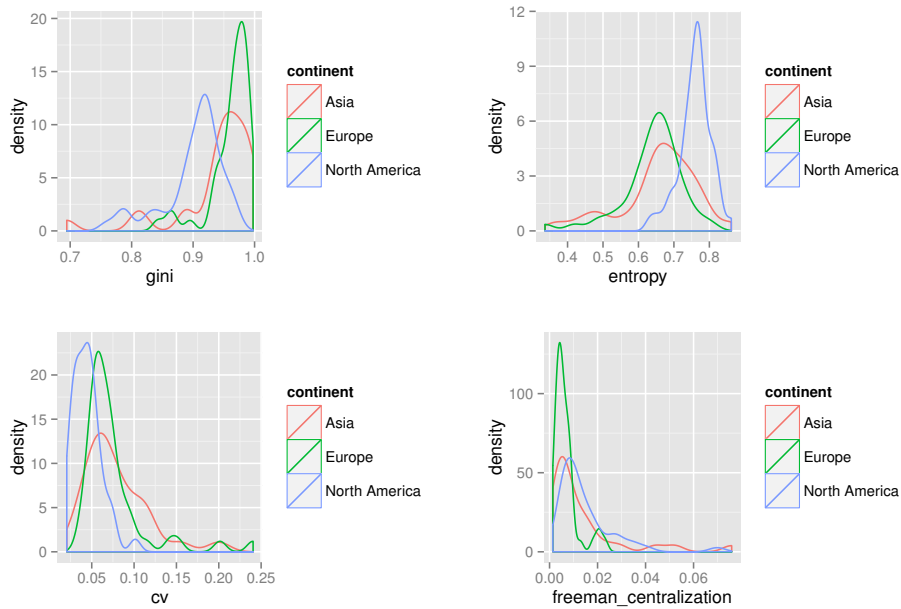 20
15
10
5
0
density
0.7 0.8 0.9 1.0
gini
continent
Asia
Europe
North America
12
9
6
3
0
density
0.4 0.5 0.6 0.7 0.8
entropy
continent
Asia
Europe
North America
20
15
10
5
0
density
0.05 0.10 0.15 0.20 0.25
cv
continent
Asia
Europe
North America
100
50
0
density
0.00 0.02 0.04 0.06
freeman_centralization
continent
Asia
Europe
North America